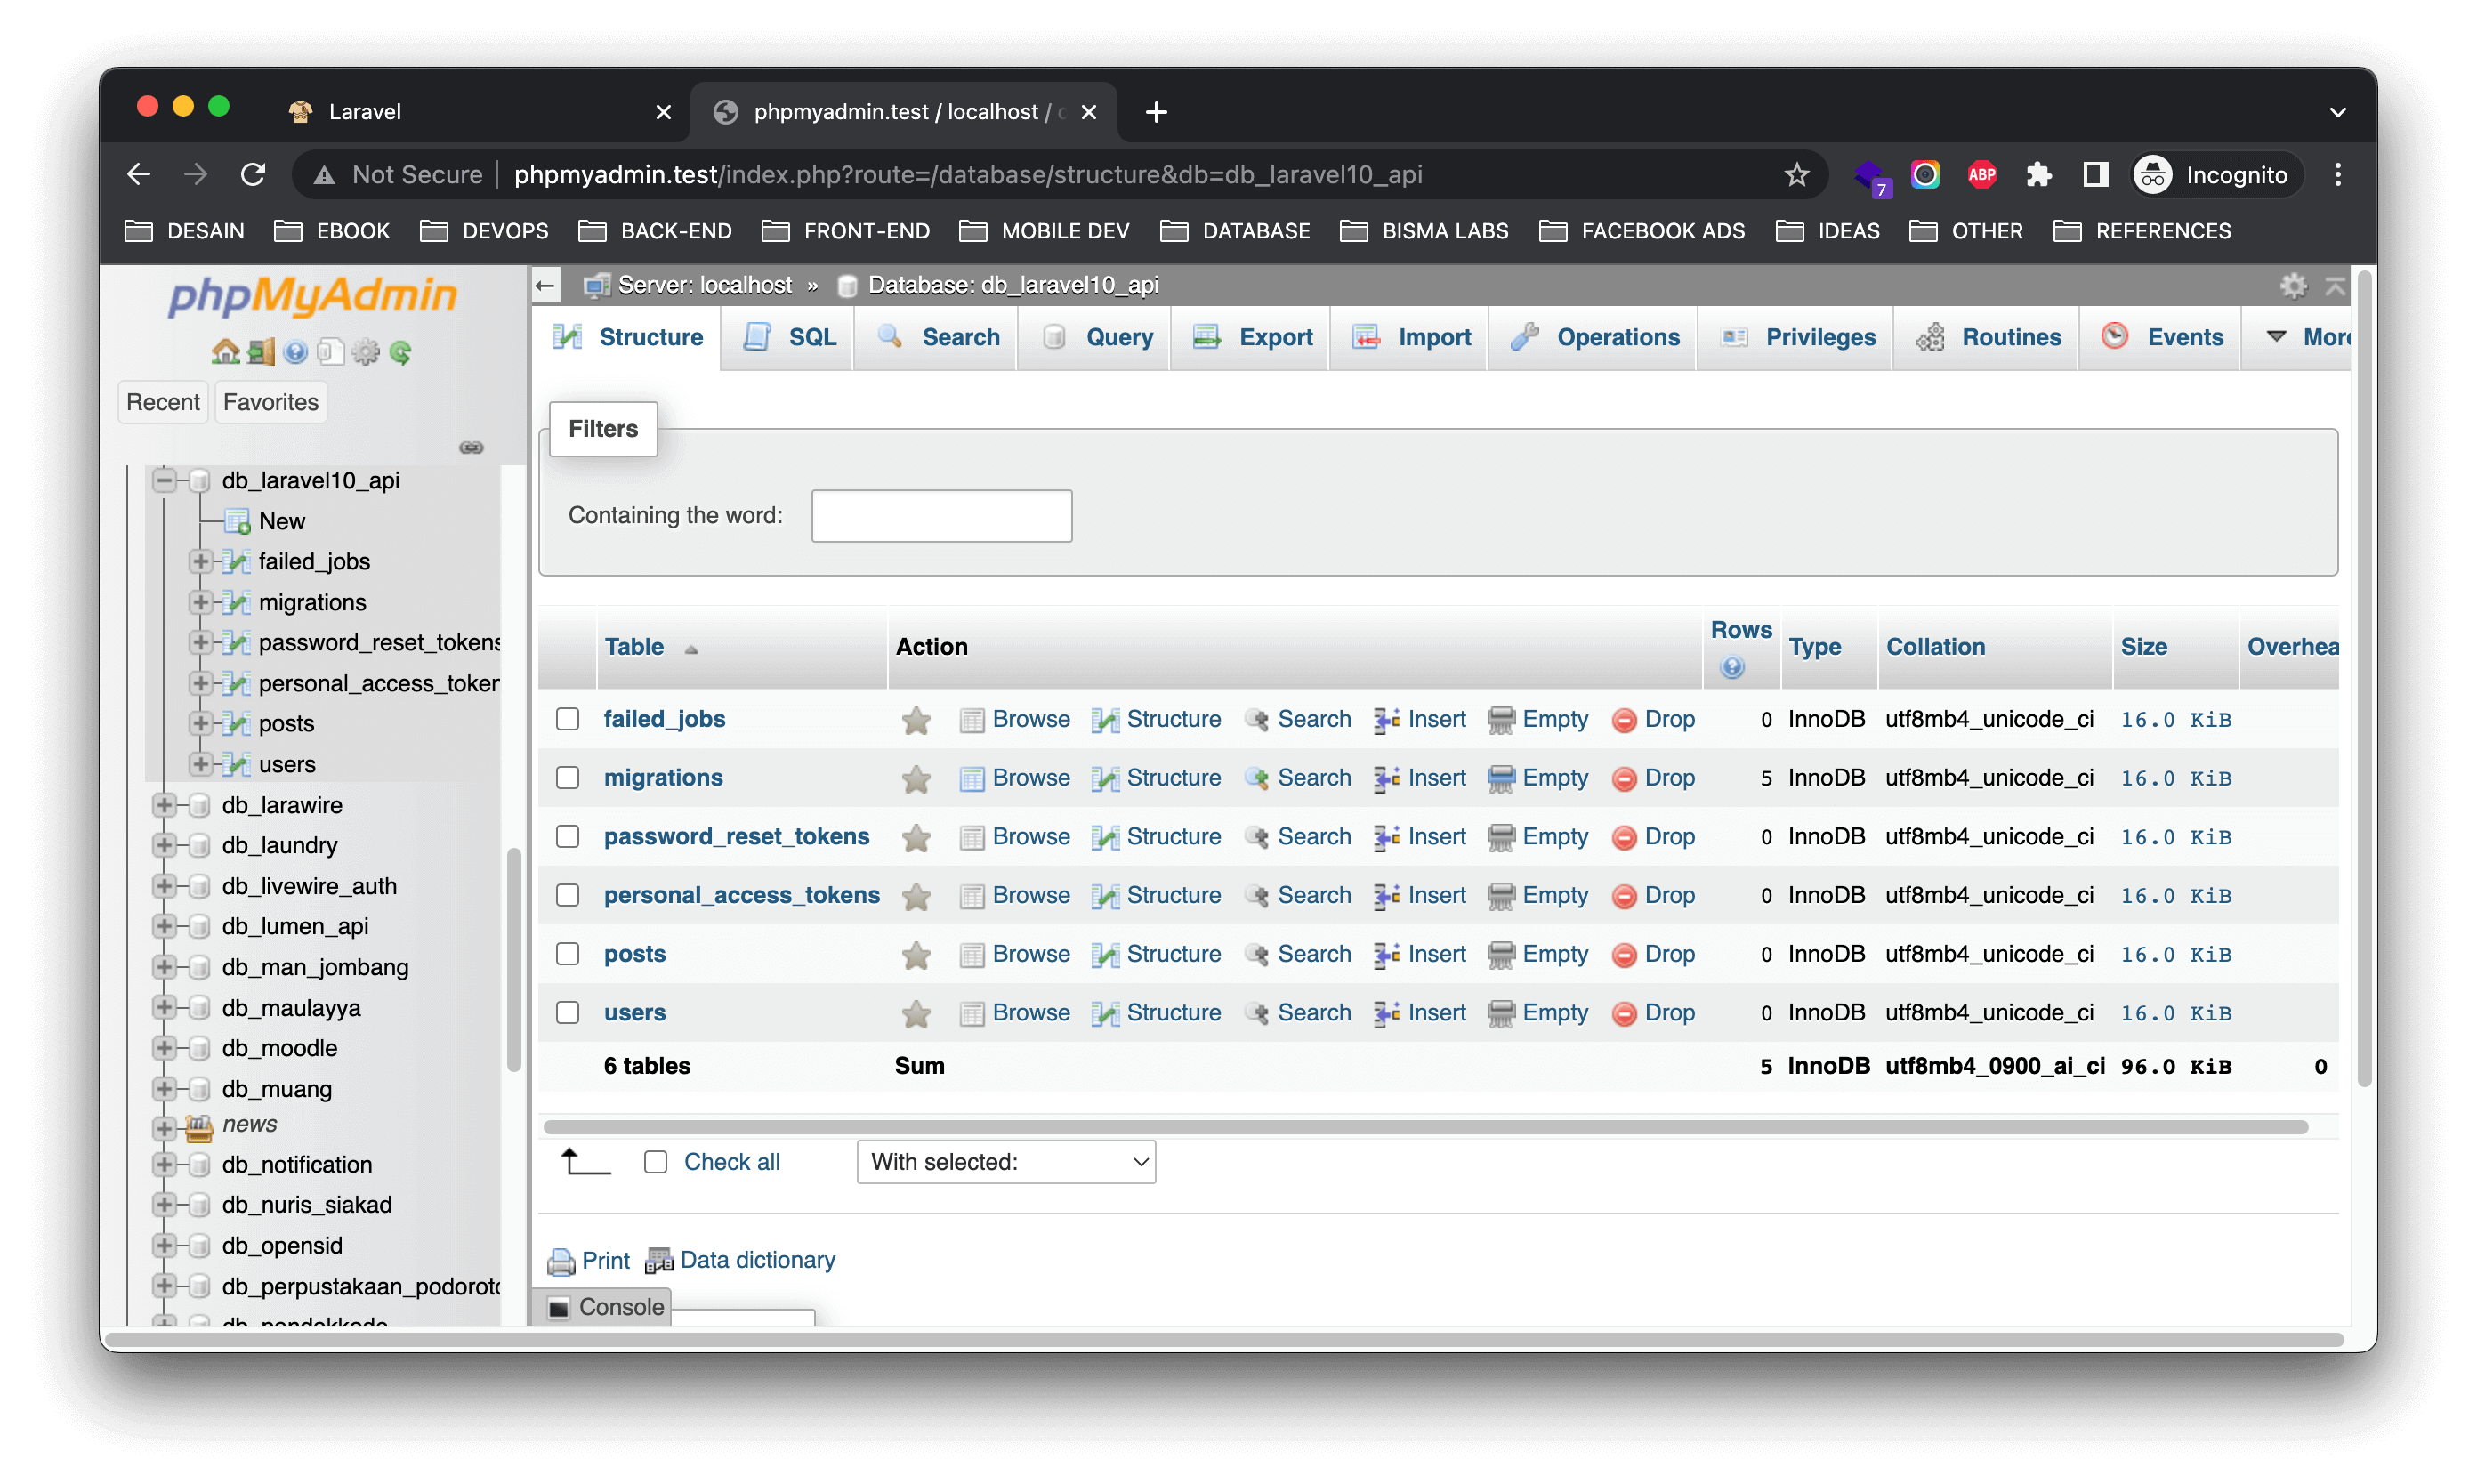 Laravel
phpmyadmin.test / localhost /
Not Secure phpmyadmin.test/index.php?route=/database/structure&db=db_laravel10_api
7 ABP Incognito
DESAIN EBOOK DEVOPS BACK-END FRONT-END MOBILE DEV DATABASE BISMA LABS FACEBOOK ADS IDEAS OTHER REFERENCES
phpMyAdmin
Recent Favorites
db_laravel10_api
New
failed_jobs
migrations
password_reset_tokens
personal_access_token
posts
users
db_larawire
db_laundry
db_livewire_auth
db_lumen_api
db_man_jombang
db_maulayya
db_moodle
db_muang
news
db_notification
db_nuris_siakad
db_opensid
db_perpustakaan_podoroto
Server: localhost » Database: db_laravel10_api
Structure SQL Search Query Export Import Operations Privileges Routines Events More
Filters
Containing the word:
Table Action Rows Type Collation Size Overhea
failed_jobs Browse Structure Search Insert Empty Drop 0 InnoDB utf8mb4_unicode_ci 16.0 KiB
migrations Browse Structure Search Insert Empty Drop 5 InnoDB utf8mb4_unicode_ci 16.0 KiB
password_reset_tokens Browse Structure Search Insert Empty Drop 0 InnoDB utf8mb4_unicode_ci 16.0 KiB
personal_access_tokens Browse Structure Search Insert Empty Drop 0 InnoDB utf8mb4_unicode_ci 16.0 KiB
posts Browse Structure Search Insert Empty Drop 0 InnoDB utf8mb4_unicode_ci 16.0 KiB
users Browse Structure Search Insert Empty Drop 0 InnoDB utf8mb4_unicode_ci 16.0 KiB
6 tables Sum 5 InnoDB utf8mb4_0900_ai_ci 96.0 KiB 0
Check all With selected:
Print Data dictionary
Console